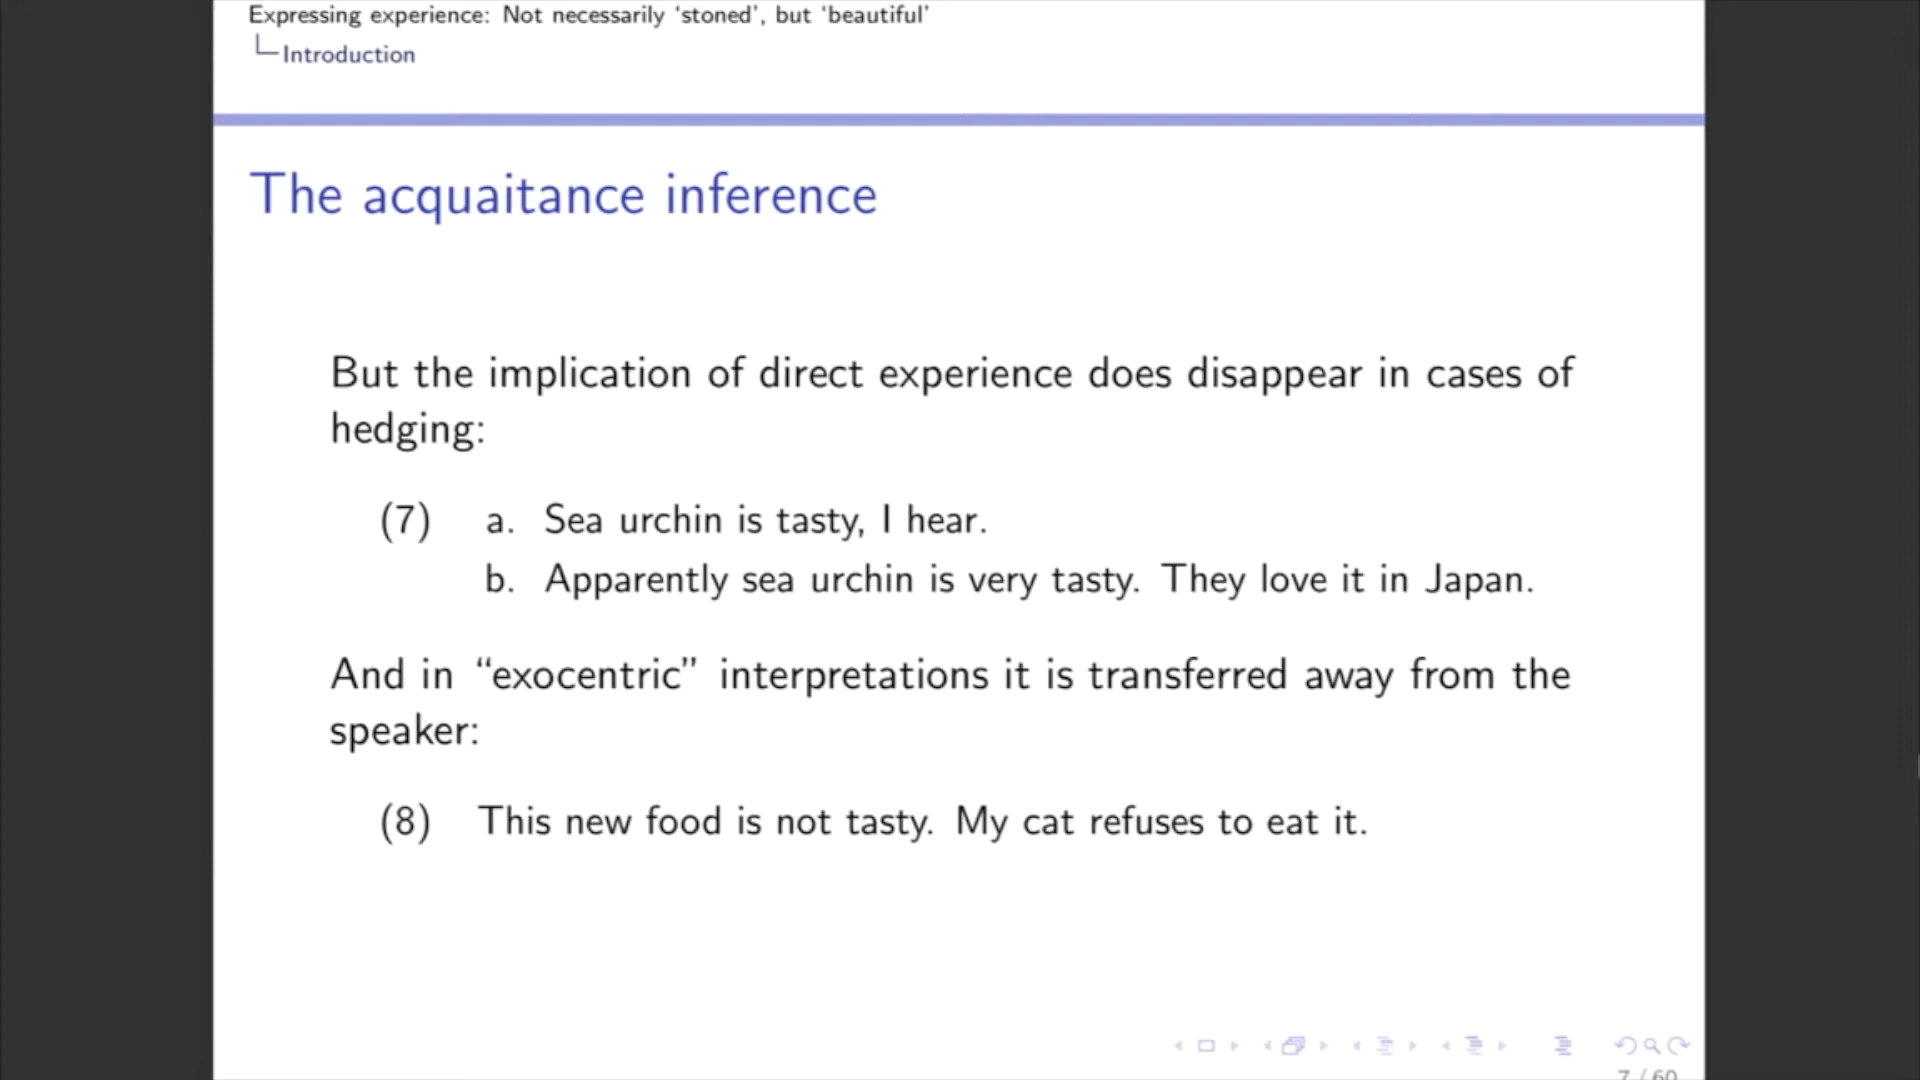 Expressing experience: Not necessarily ‘stoned’, but ‘beautiful’
Introduction
The acquaitance inference
But the implication of direct experience does disappear in cases of
hedging:
(7) a. Sea urchin is tasty, I hear.
b. Apparently sea urchin is very tasty. They love it in Japan.
And in “exocentric” interpretations it is transferred away from the
speaker:
(8) This new food is not tasty. My cat refuses to eat it.
7 / 60